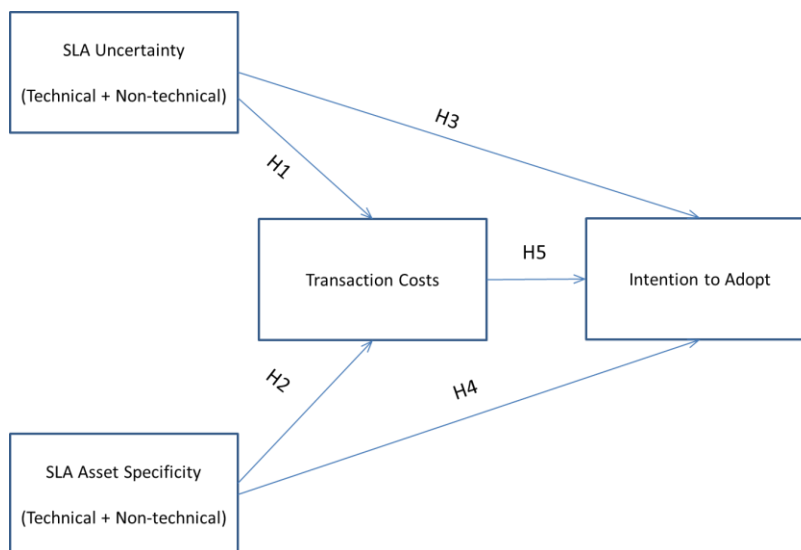 SLA Uncertainty
(Technical + Non-technical)
H3
H1
Transaction Costs
H5
Intention to Adopt
H2
H4
SLA Asset Specificity
(Technical + Non-technical)